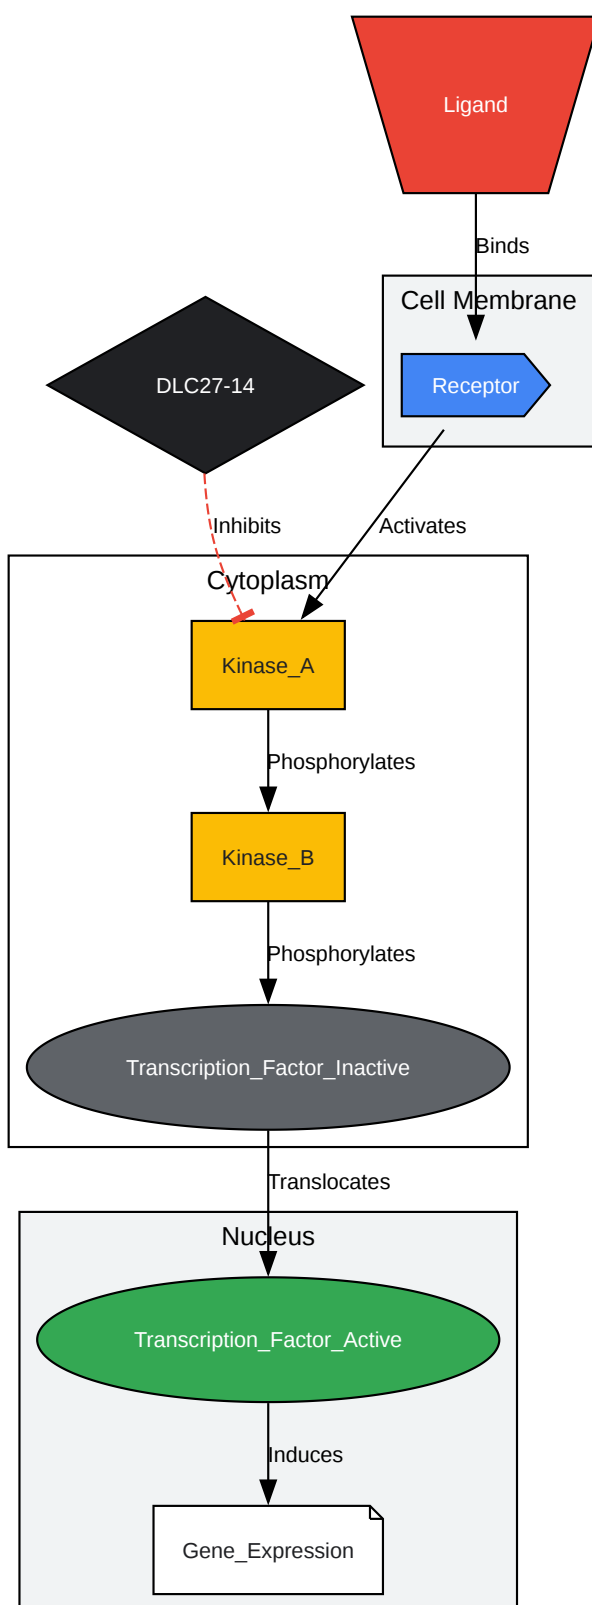 Ligand
Binds
Cell Membrane
DLC27-14
Receptor
Inhibits
Activates
Cytoplasm
Kinase_A
Phosphorylates
Kinase_B
Phosphorylates
Transcription_Factor_Inactive
Translocates
Nucleus
Transcription_Factor_Active
Induces
Gene_Expression